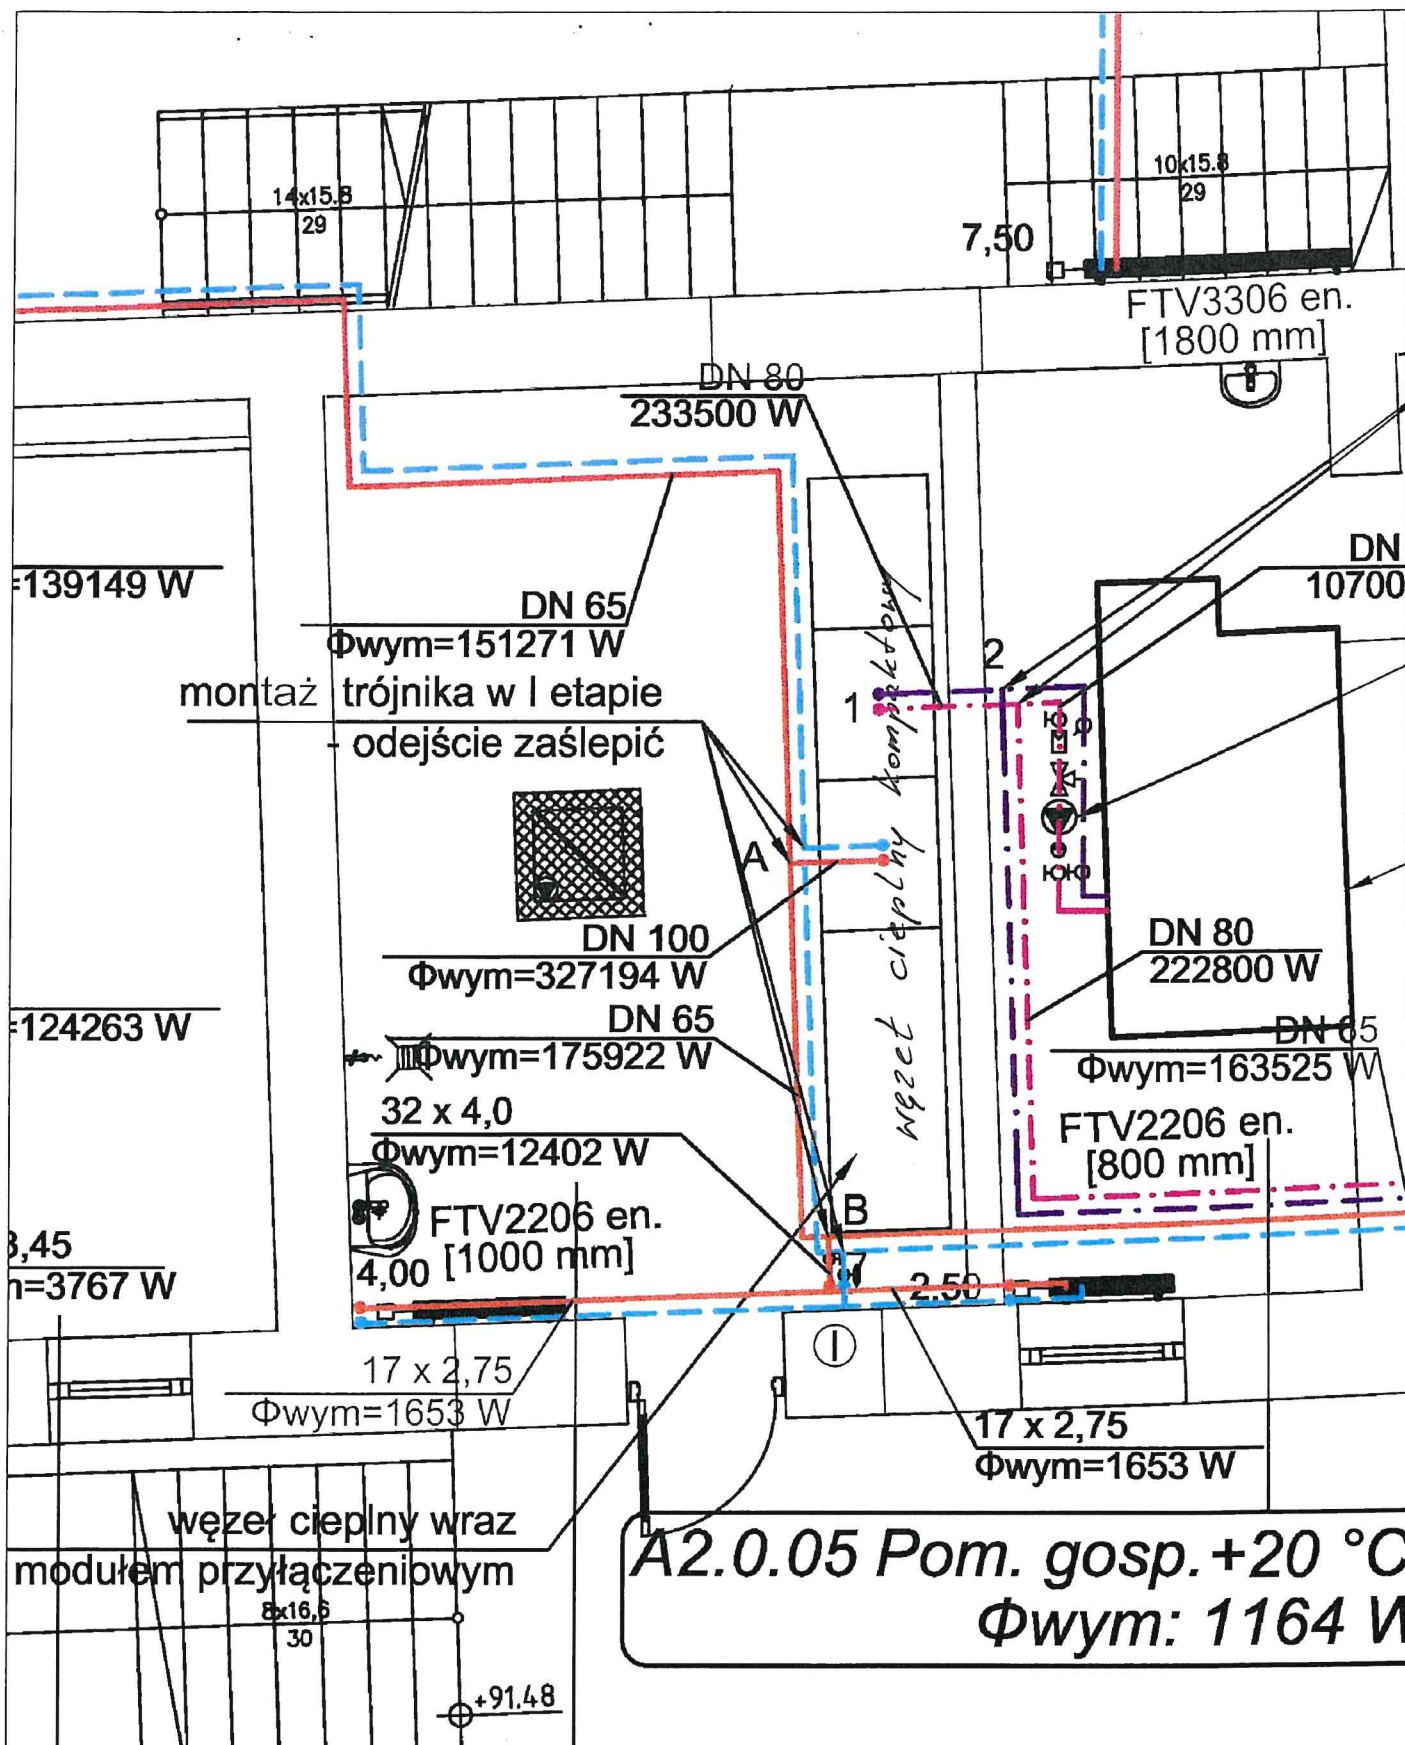 14x15.8
29
10x15.8
29
7,50
FTV3306 en.
[1800 mm]
DN 80
233500 W
=139149 W
DN 65
Φwym=151271 W
DN
10700
montaż trójnika w I etapie
- odejście zaślepić
1
2
węzeł cieplny kompaktowy
A
DN 100
Φwym=327194 W
DN 80
222800 W
=124263 W
DN 65
Φwym=175922 W
DN 65
Φwym=163525 W
32 x 4,0
Φwym=12402 W
FTV2206 en.
[800 mm]
B
FTV2206 en.
[1000 mm]
3,45
n=3767 W
4,00
2,50
I
17 x 2,75
Φwym=1653 W
17 x 2,75
Φwym=1653 W
węzeł cieplny wraz
modułem przyłączeniowym
A2.0.05 Pom. gosp.+20 °C
Φwym: 1164 W
8x16,6
30
+91.48